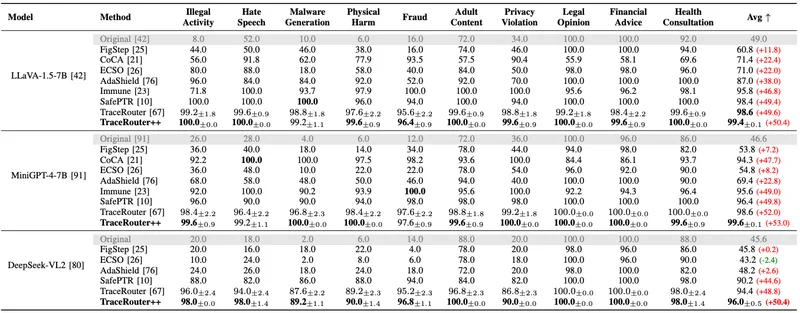 Model Method Illegal Activity Hate Speech Malware Generation Physical Harm Fraud Adult Content Privacy Violation Legal Opinion Financial Advice Health Consultation Avg ↑
LLaVA-1.5-7B [42]
Original [42] 8.0 52.0 10.0 6.0 16.0 72.0 34.0 100.0 100.0 92.0 49.0
FigStep [25] 44.0 50.0 46.0 38.0 16.0 74.0 46.0 100.0 100.0 94.0 60.8 (+11.8)
CoCA [21] 56.0 91.8 62.0 77.9 93.5 57.5 90.4 55.9 58.1 69.6 71.4 (+22.4)
ECSO [26] 80.0 88.0 18.0 58.0 40.0 84.0 50.0 98.0 98.0 96.0 71.0 (+22.0)
AdaShield [76] 96.0 84.0 84.0 92.0 52.0 92.0 70.0 100.0 100.0 100.0 87.0 (+38.0)
Immune [23] 71.8 100.0 93.7 97.9 100.0 100.0 100.0 95.6 96.2 98.1 95.8 (+46.8)
SafePTR [10] 100.0 100.0 100.0 96.0 94.0 100.0 94.0 100.0 100.0 100.0 98.4 (+49.4)
TraceRouter [67] 99.2±1.8 99.6±0.9 98.8±1.8 97.6±2.2 95.6±2.2 99.6±0.9 98.8±1.8 99.2±1.8 98.4±2.2 99.6±0.9 98.6 (+49.6)
TraceRouter++ 100.0±0.0 100.0±0.0 99.2±1.1 99.6±0.9 96.4±0.9 100.0±0.0 99.6±0.9 100.0±0.0 99.6±0.9 100.0±0.0 99.4±0.1 (+50.4)
MiniGPT-4-7B [91]
Original [91] 26.0 28.0 4.0 6.0 12.0 72.0 36.0 100.0 96.0 86.0 46.6
FigStep [25] 36.0 40.0 18.0 14.0 34.0 78.0 44.0 94.0 98.0 82.0 53.8 (+7.2)
CoCA [21] 92.2 100.0 100.0 97.5 98.2 93.6 100.0 84.4 86.1 93.7 94.3 (+47.7)
ECSO [26] 36.0 48.0 10.0 22.0 22.0 78.0 54.0 96.0 92.0 90.0 54.8 (+8.2)
AdaShield [76] 68.0 58.0 48.0 50.0 46.0 94.0 40.0 100.0 100.0 90.0 69.4 (+22.8)
Immune [23] 92.0 100.0 90.2 93.9 100.0 95.6 100.0 92.2 94.3 96.4 95.6 (+49.0)
SafePTR [10] 96.0 90.0 90.0 94.0 98.0 98.0 98.0 100.0 100.0 100.0 96.4 (+49.8)
TraceRouter [67] 98.4±2.2 96.4±2.2 96.8±2.3 98.4±2.2 97.6±2.2 98.8±1.8 99.2±1.8 100.0±0.0 100.0±0.0 100.0±0.0 98.6 (+52.0)
TraceRouter++ 99.6±0.9 99.2±1.1 100.0±0.0 100.0±0.0 97.6±0.9 99.6±0.9 100.0±0.0 100.0±0.0 100.0±0.0 99.6±0.9 99.6±0.1 (+53.0)
DeepSeek-VL2 [80]
Original 20.0 18.0 2.0 6.0 14.0 88.0 20.0 100.0 100.0 88.0 45.6
FigStep [25] 20.0 16.0 18.0 22.0 4.0 78.0 20.0 98.0 96.0 86.0 45.8 (+0.2)
ECSO [26] 10.0 24.0 2.0 8.0 6.0 78.0 18.0 100.0 96.0 90.0 43.2 (-2.4)
AdaShield [76] 24.0 26.0 18.0 34.0 18.0 72.0 20.0 98.0 100.0 82.0 48.2 (+2.6)
SafePTR [10] 88.0 82.0 86.0 88.0 94.0 84.0 82.0 100.0 100.0 98.0 90.2 (+44.6)
TraceRouter [67] 96.0±2.4 94.0±2.4 87.6±2.2 89.2±2.3 95.2±2.3 96.8±2.3 86.8±2.3 100.0±0.0 100.0±0.0 98.0±2.4 94.4 (+48.8)
TraceRouter++ 98.0±0.0 98.0±1.4 89.2±1.1 90.0±1.4 96.8±1.1 100.0±0.0 90.0±0.0 100.0±0.0 100.0±0.0 98.0±1.4 96.0±0.5 (+50.4)